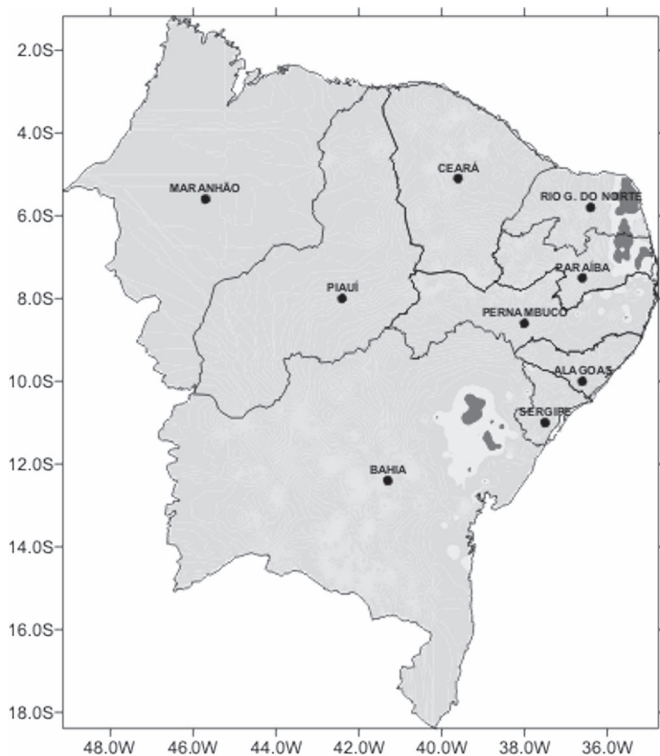 2.0S
4.0S
CEARÁ
MARANHÃO
RIO G. DO NORTE
6.0S
PARAÍBA
PIAUÍ
8.0S
PERNAMBUCO
ALAGOAS
10.0S
SERGIPE
12.0S
BAHIA
14.0S
16.0S
18.0S
48.0W 46.0W 44.0W 42.0W 40.0W 38.0W 36.0W